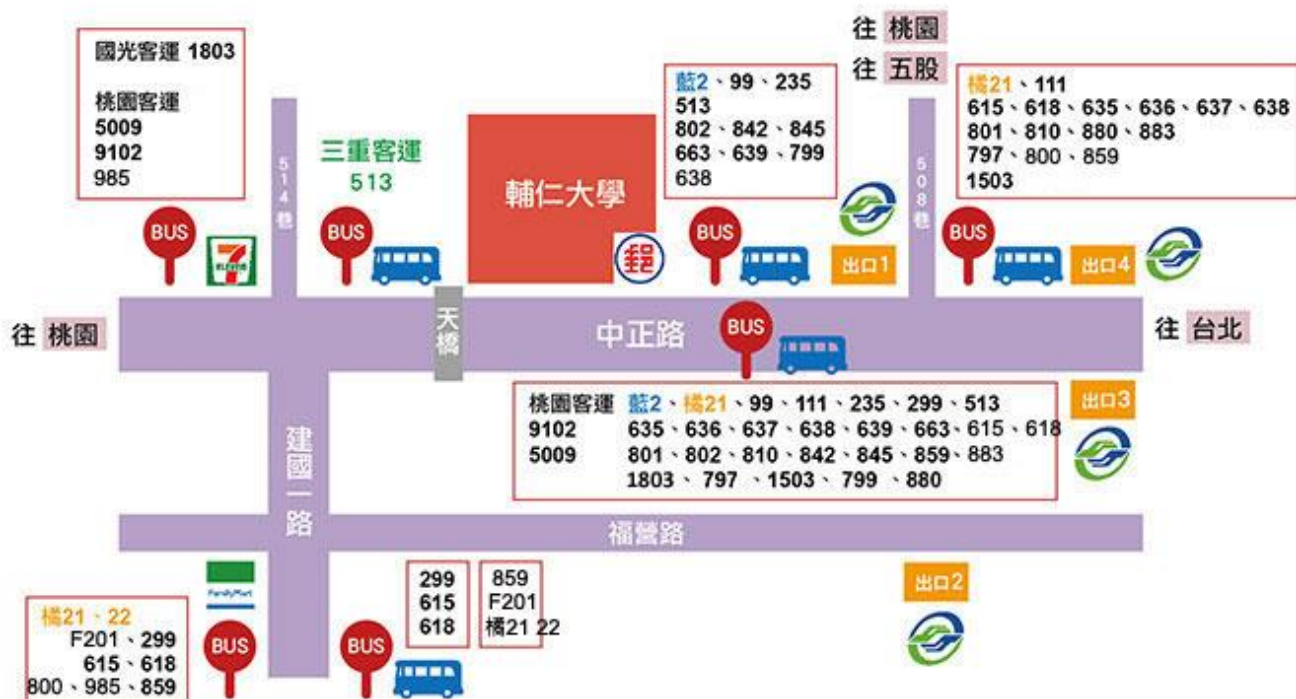 往 桃園
往 五股
國光客運 1803
桃園客運
5009
9102
985
514巷
三重客運
513
輔仁大學
郵
藍2、99、235
513
802、842、845
663、639、799
638
508巷
橘21、111
615、618、635、636、637、638
801、810、880、883
797、800、859
1503
BUS
7
ELEVEn
BUS
BUS
出口1
BUS
出口4
往 桃園
天橋
中正路
BUS
往 台北
桃園客運 藍2、橘21、99、111、235、299、513
9102 635、636、637、638、639、663、615、618
5009 801、802、810、842、845、859、883
1803、797、1503、799、880
出口3
建國一路
福營路
FamilyMart
橘21、22
F201、299
615、618
800、985、859
BUS
BUS
299
615
618
859
F201
橘21 22
出口2